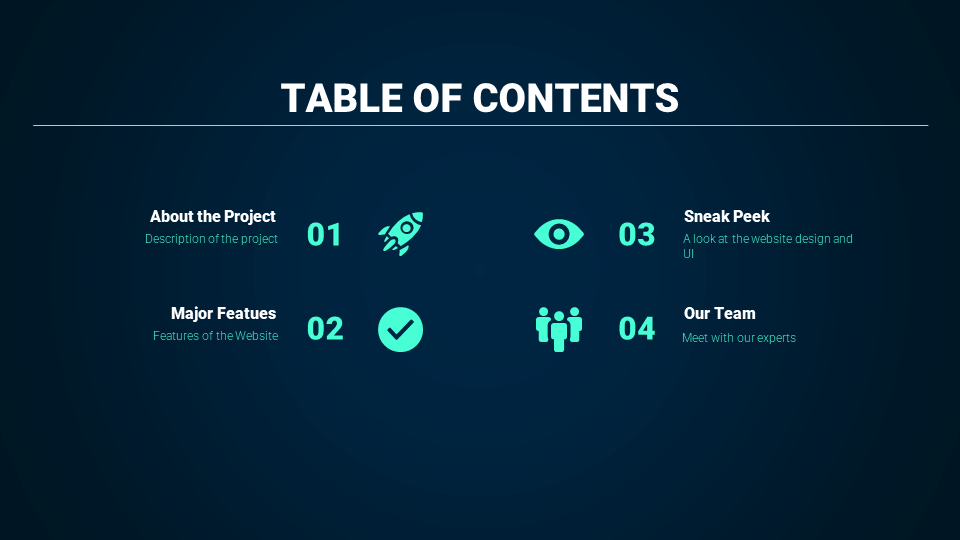 TABLE OF CONTENTS
About the Project
Description of the project
01
Major Featues
Features of the Website
02
03
Sneak Peek
A look at the website design and
UI
04
Our Team
Meet with our experts